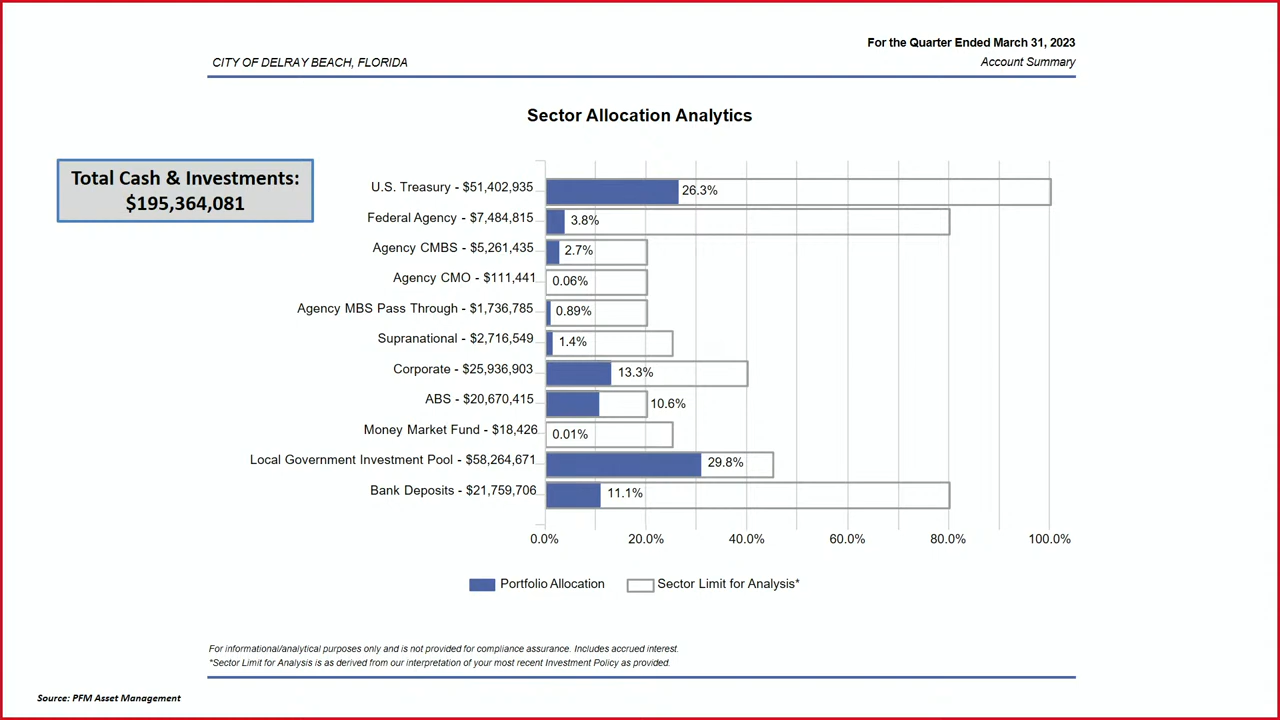 For the Quarter Ended March 31, 2023
CITY OF DELRAY BEACH, FLORIDA
Account Summary
Sector Allocation Analytics
Total Cash & Investments:
$195,364,081
U.S. Treasury - $51,402,935 26.3%
Federal Agency - $7,484,815 3.8%
Agency CMBS - $5,261,435 2.7%
Agency CMO - $111,441 0.06%
Agency MBS Pass Through - $1,736,785 0.89%
Supranational - $2,716,549 1.4%
Corporate - $25,936,903 13.3%
ABS - $20,670,415 10.6%
Money Market Fund - $18,426 0.01%
Local Government Investment Pool - $58,264,671 29.8%
Bank Deposits - $21,759,706 11.1%
0.0% 20.0% 40.0% 60.0% 80.0% 100.0%
Portfolio Allocation Sector Limit for Analysis*
For informational/analytical purposes only and is not provided for compliance assurance. Includes accrued interest.
*Sector Limit for Analysis is as derived from our interpretation of your most recent Investment Policy as provided.
Source: PFM Asset Management